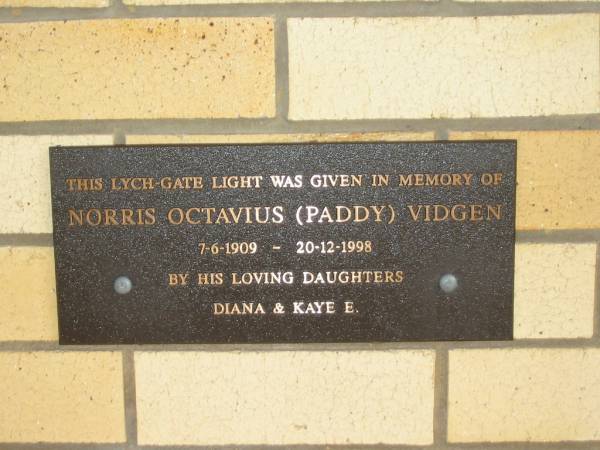 THIS LYCH-GATE LIGHT WAS GIVEN IN MEMORY OF
NORRIS OCTAVIUS (PADDY) VIDGEN
7-6-1909 - 20-12-1998
BY HIS LOVING DAUGHTERS
DIANA & KAYE E.